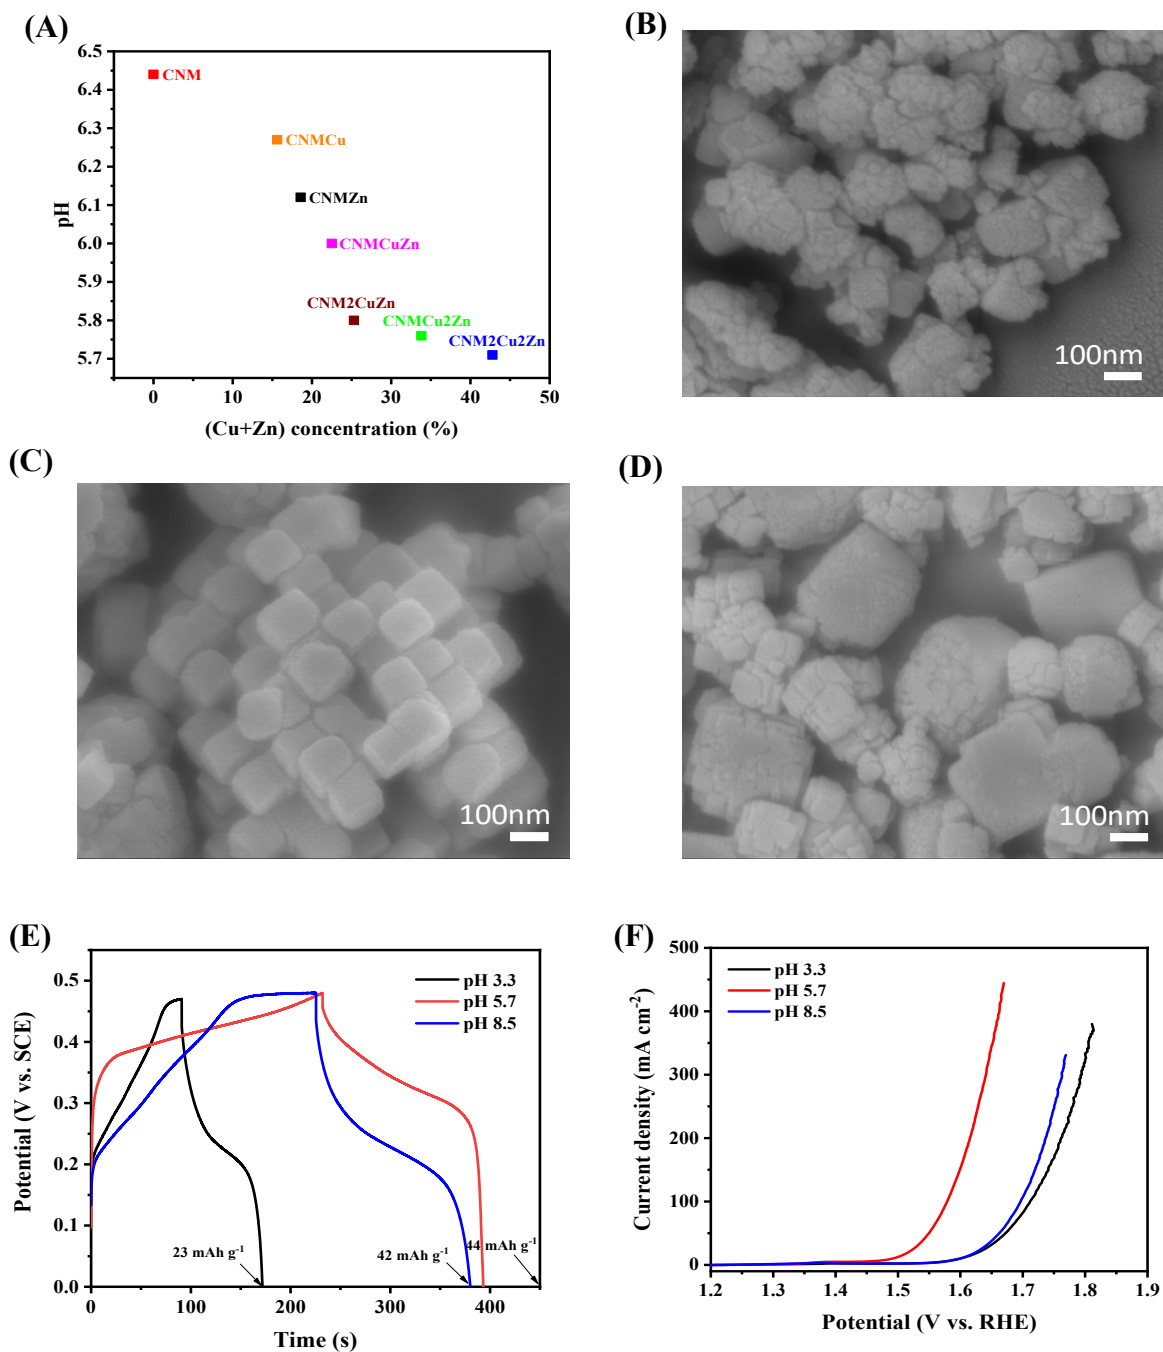 (A)
6.5
6.4
6.3
6.2
6.1
6.0
5.9
5.8
5.7
pH
CNM
CNMCu
CNMZn
CNMCuZn
CNM2CuZn
CNMCu2Zn
CNM2Cu2Zn
0 10 20 30 40 50
(Cu+Zn) concentration (%)
(B)
100nm
(C)
100nm
(D)
100nm
(E)
0.5
0.4
0.3
0.2
0.1
0.0
Potential (V vs. SCE)
pH 3.3
pH 5.7
pH 8.5
23 mAh g⁻¹
42 mAh g⁻¹
44 mAh g⁻¹
0 100 200 300 400
Time (s)
(F)
500
400
300
200
100
0
Current density (mA cm⁻²)
pH 3.3
pH 5.7
pH 8.5
1.2 1.3 1.4 1.5 1.6 1.7 1.8 1.9
Potential (V vs. RHE)